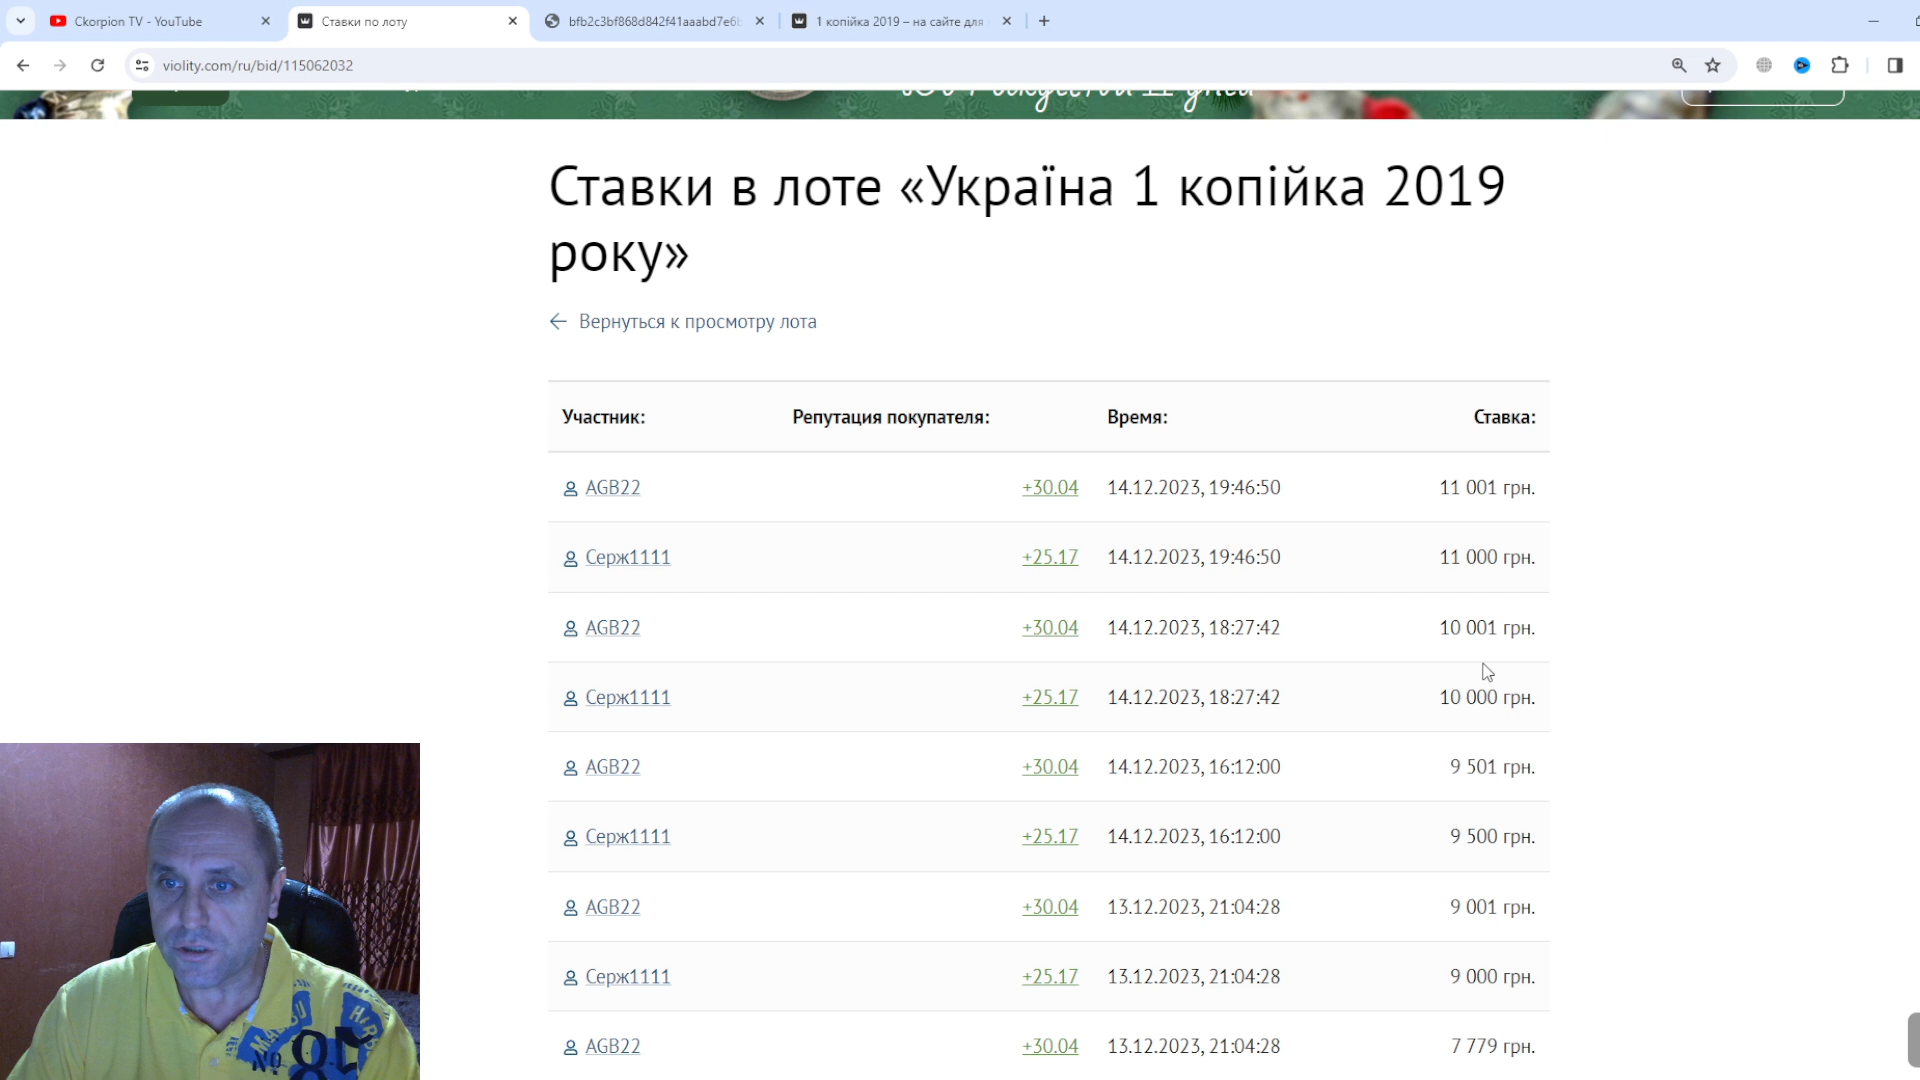 Ckorpion TV - YouTube
Ставки по лоту
bfb2c3bf868d842f41aaabd7e6b
1 копійка 2019 – на сайте для
violity.com/ru/bid/115062032
Ставки в лоте «Україна 1 копійка 2019
року»
Вернуться к просмотру лота
Участник: Репутация покупателя: Время: Ставка:
AGB22 +30.04 14.12.2023, 19:46:50 11 001 грн.
Серж1111 +25.17 14.12.2023, 19:46:50 11 000 грн.
AGB22 +30.04 14.12.2023, 18:27:42 10 001 грн.
Серж1111 +25.17 14.12.2023, 18:27:42 10 000 грн.
AGB22 +30.04 14.12.2023, 16:12:00 9 501 грн.
Серж1111 +25.17 14.12.2023, 16:12:00 9 500 грн.
AGB22 +30.04 13.12.2023, 21:04:28 9 001 грн.
Серж1111 +25.17 13.12.2023, 21:04:28 9 000 грн.
AGB22 +30.04 13.12.2023, 21:04:28 7 779 грн.